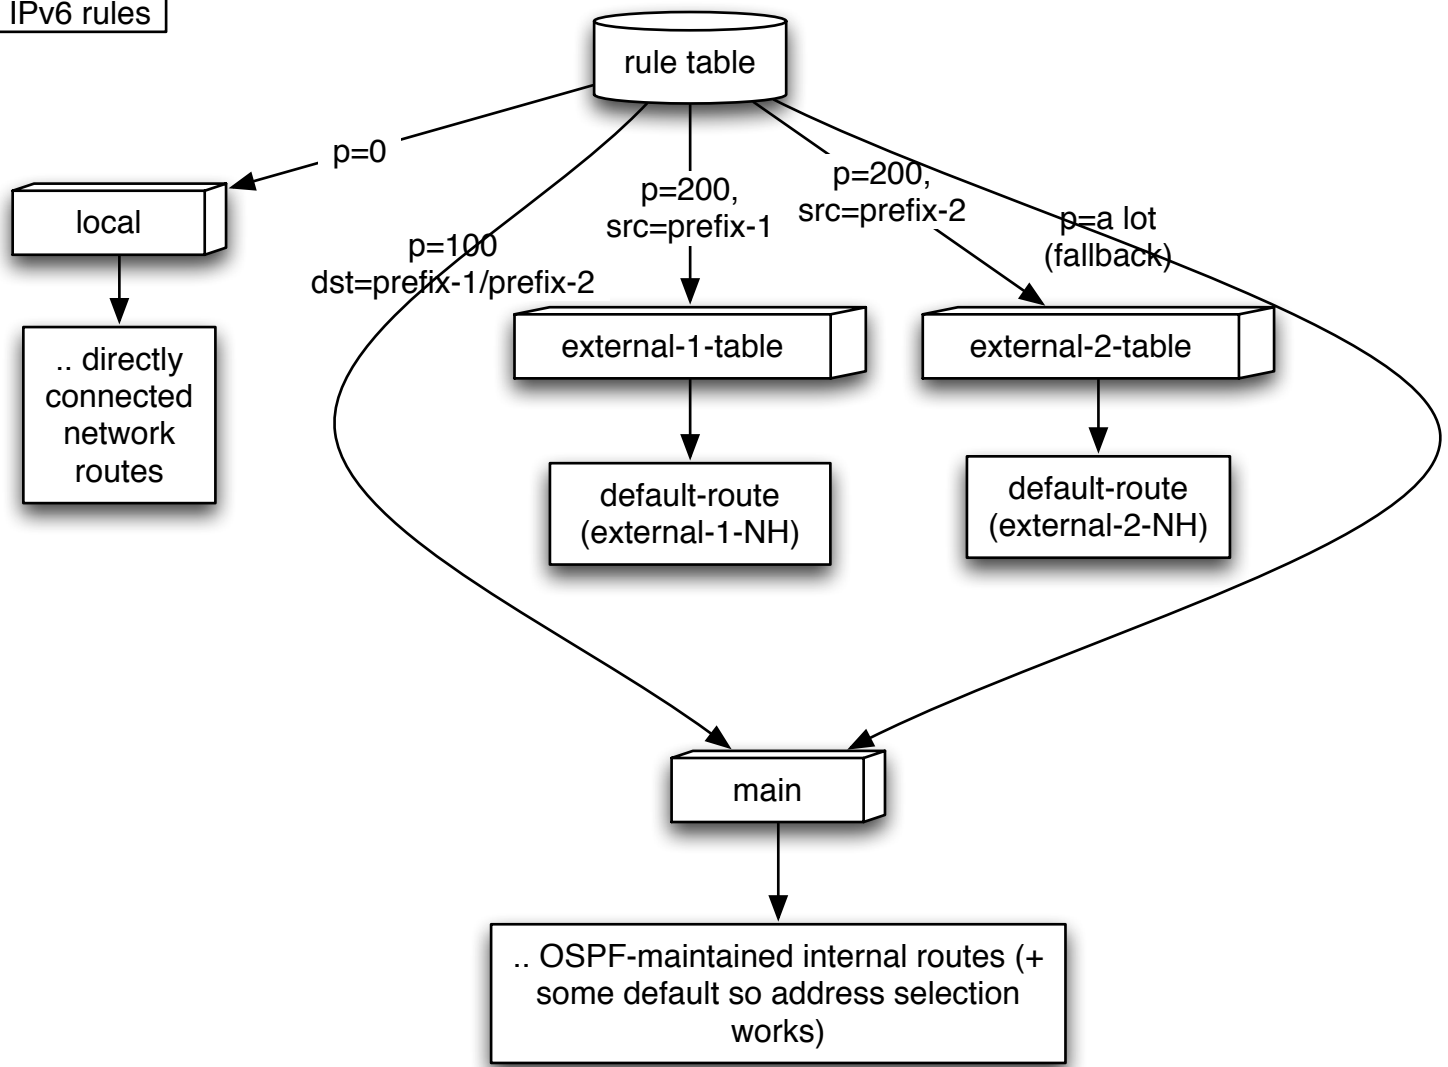 IPv6 rules
rule table
p=0
local
.. directly
connected
network
routes
p=100
dst=prefix-1/prefix-2
p=200,
src=prefix-1
p=200,
src=prefix-2
p=a lot
(fallback)
external-1-table
external-2-table
default-route
(external-1-NH)
default-route
(external-2-NH)
main
.. OSPF-maintained internal routes (+
some default so address selection
works)